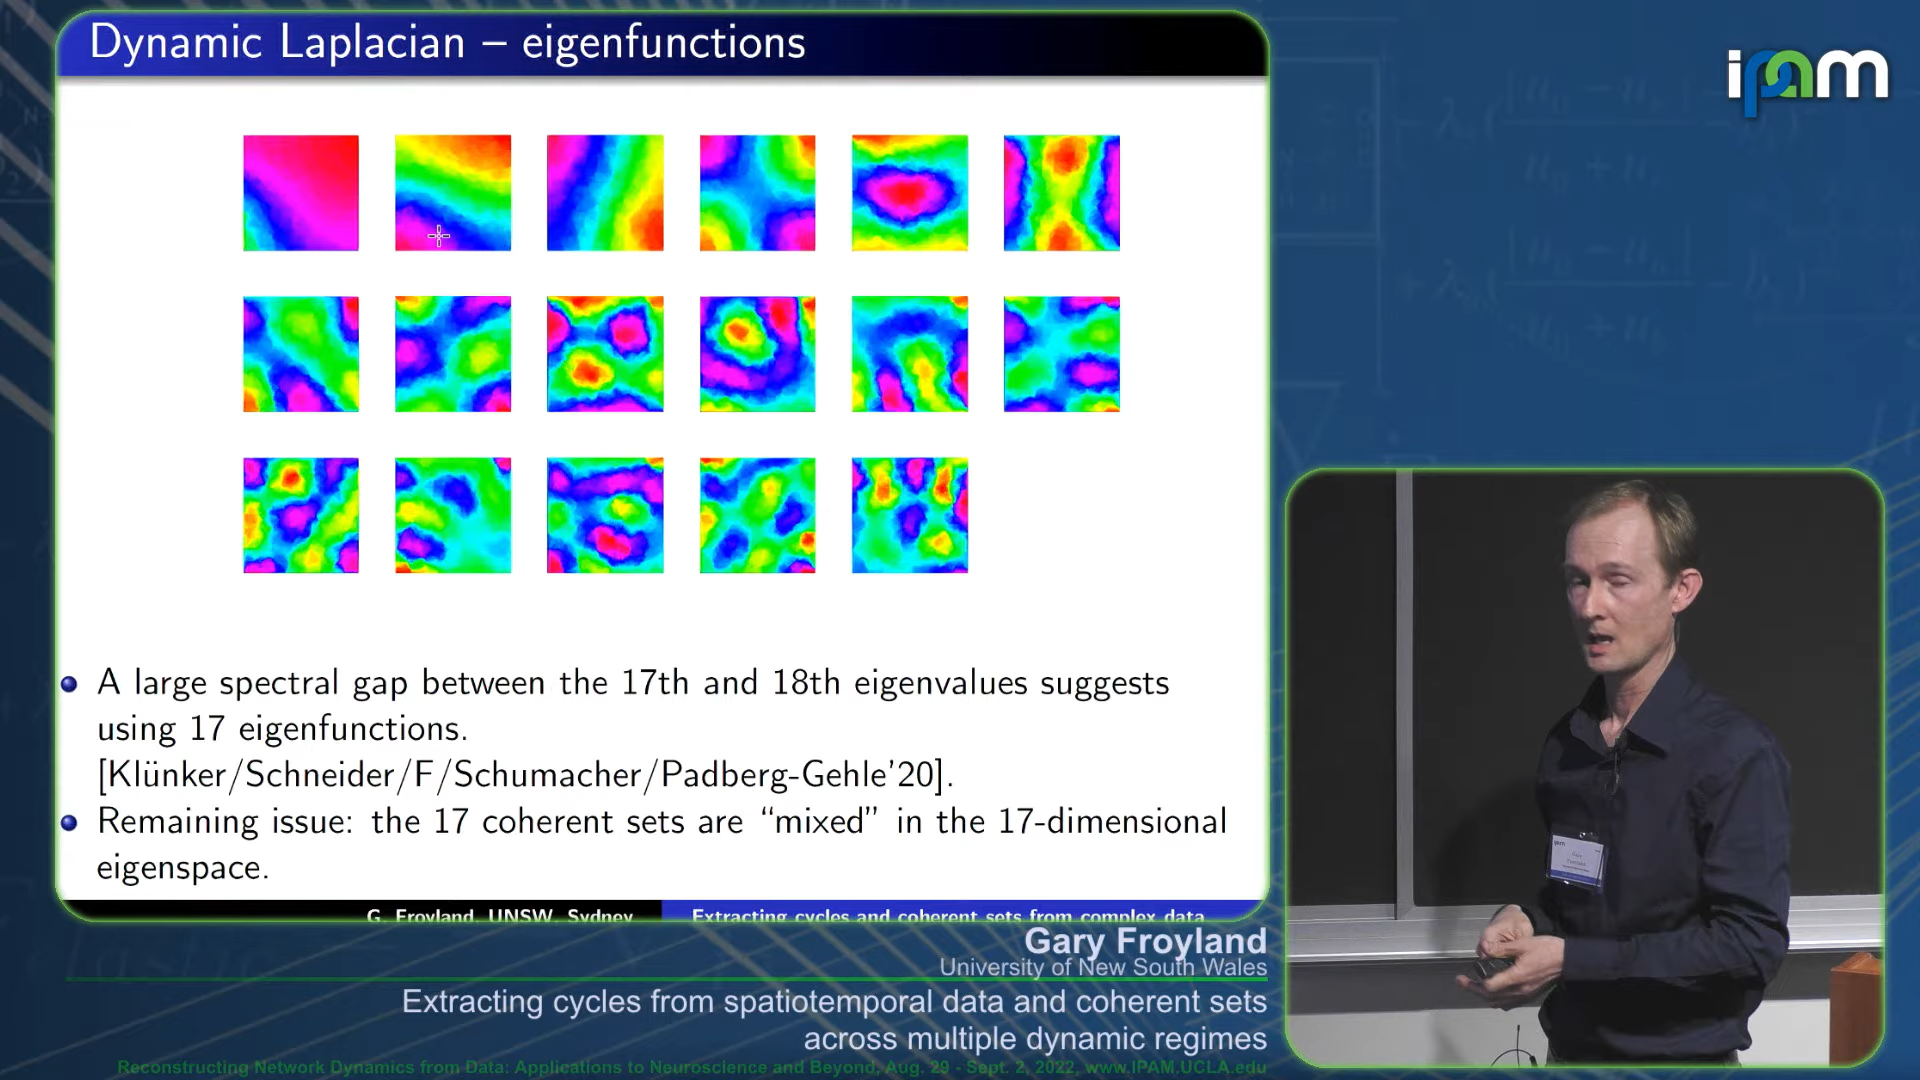 Dynamic Laplacian – eigenfunctions
ipam
A large spectral gap between the 17th and 18th eigenvalues suggests
using 17 eigenfunctions.
[Klünker/Schneider/F/Schumacher/Padberg-Gehle'20].
Remaining issue: the 17 coherent sets are “mixed” in the 17-dimensional
eigenspace.
G. Froyland, UNSW, Sydney
Extracting cycles and coherent sets from complex data
Gary Froyland
University of New South Wales
Extracting cycles from spatiotemporal data and coherent sets
across multiple dynamic regimes
Reconstructing Network Dynamics from Data: Applications to Neuroscience and Beyond, Aug. 29 - Sept. 2, 2022, www.IPAM.UCLA.edu